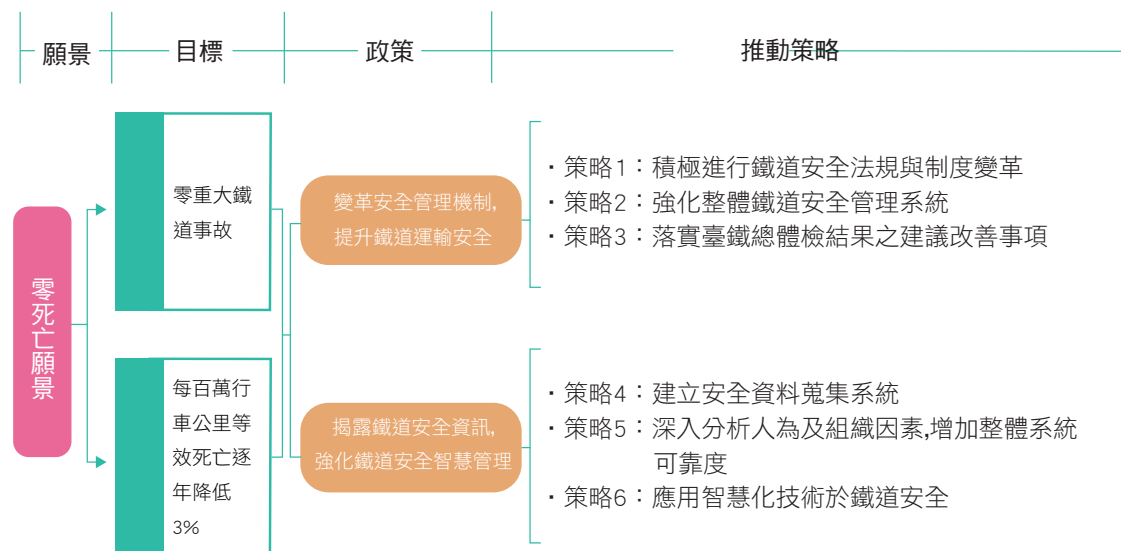 願景
目標
政策
推動策略
零死亡願景
零重大鐵
道事故
每百萬行
車公里等
效死亡逐
年降低
3%
變革安全管理機制,
提升鐵道運輸安全
揭露鐵道安全資訊,
強化鐵道安全智慧管理
・策略1：積極進行鐵道安全法規與制度變革
・策略2：強化整體鐵道安全管理系統
・策略3：落實臺鐵總體檢結果之建議改善事項
・策略4：建立安全資料蒐集系統
・策略5：深入分析人為及組織因素,增加整體系統
可靠度
・策略6：應用智慧化技術於鐵道安全